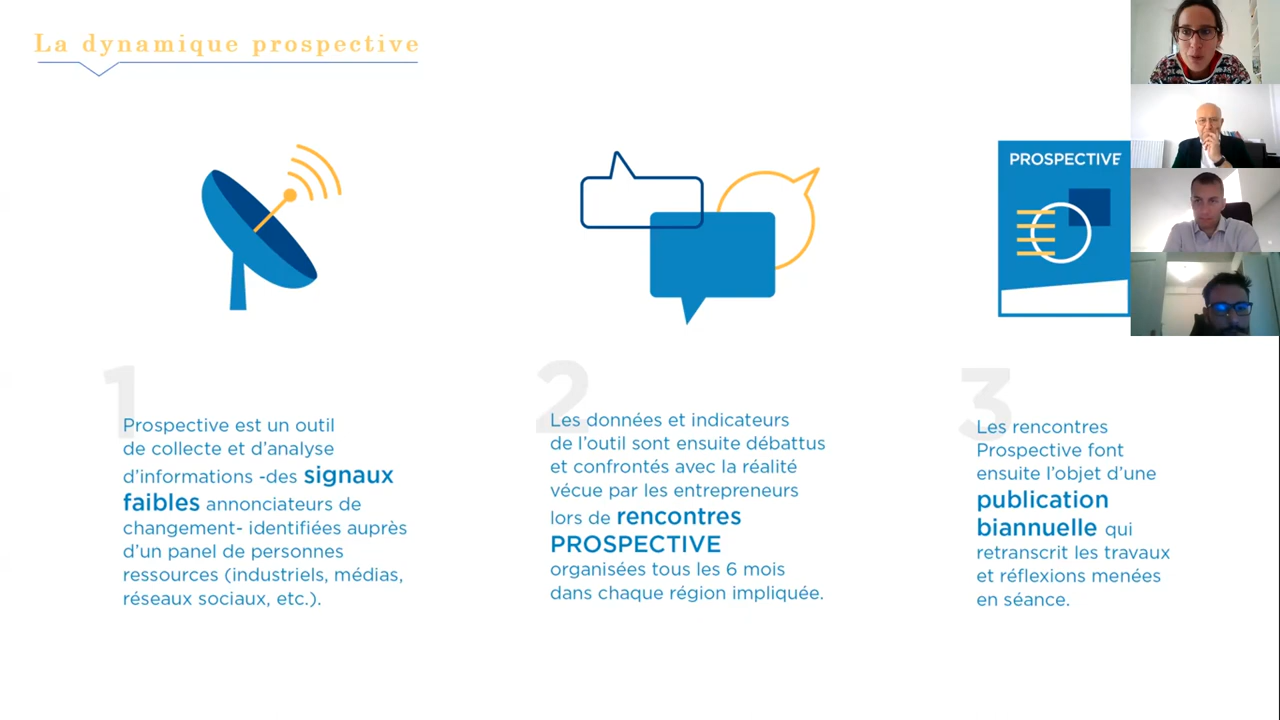 La dynamique prospective
PROSPECTIVE
1
Prospective est un outil
de collecte et d'analyse
d'informations -des signaux
faibles annonciateurs de
changement- identifiées auprès
d'un panel de personnes
ressources (industriels, médias,
réseaux sociaux, etc.).
2
Les données et indicateurs
de l'outil sont ensuite débattus
et confrontés avec la réalité
vécue par les entrepreneurs
lors de rencontres
PROSPECTIVE
organisées tous les 6 mois
dans chaque région impliquée.
3
Les rencontres
Prospective font
ensuite l'objet d'une
publication
biannuelle qui
retranscrit les travaux
et réflexions menées
en séance.